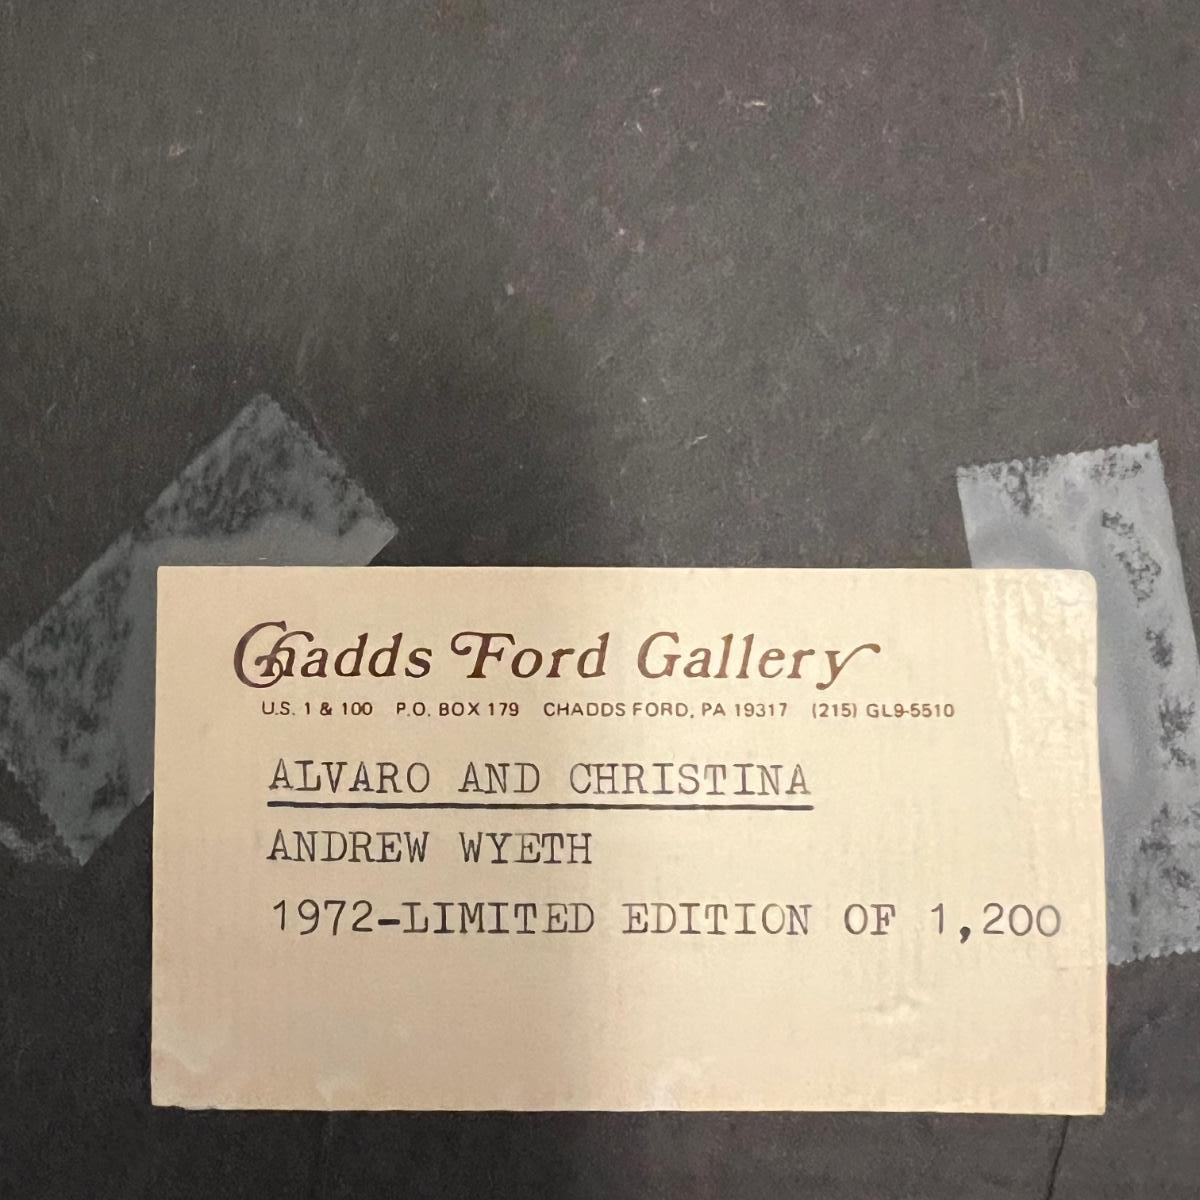 Chadds Ford Gallery
U.S. 1 & 100 P.O. BOX 179 CHADDS FORD, PA 19317 (215) GL9-5510
ALVARO AND CHRISTINA
ANDREW WYETH
1972-LIMITED EDITION OF 1,200